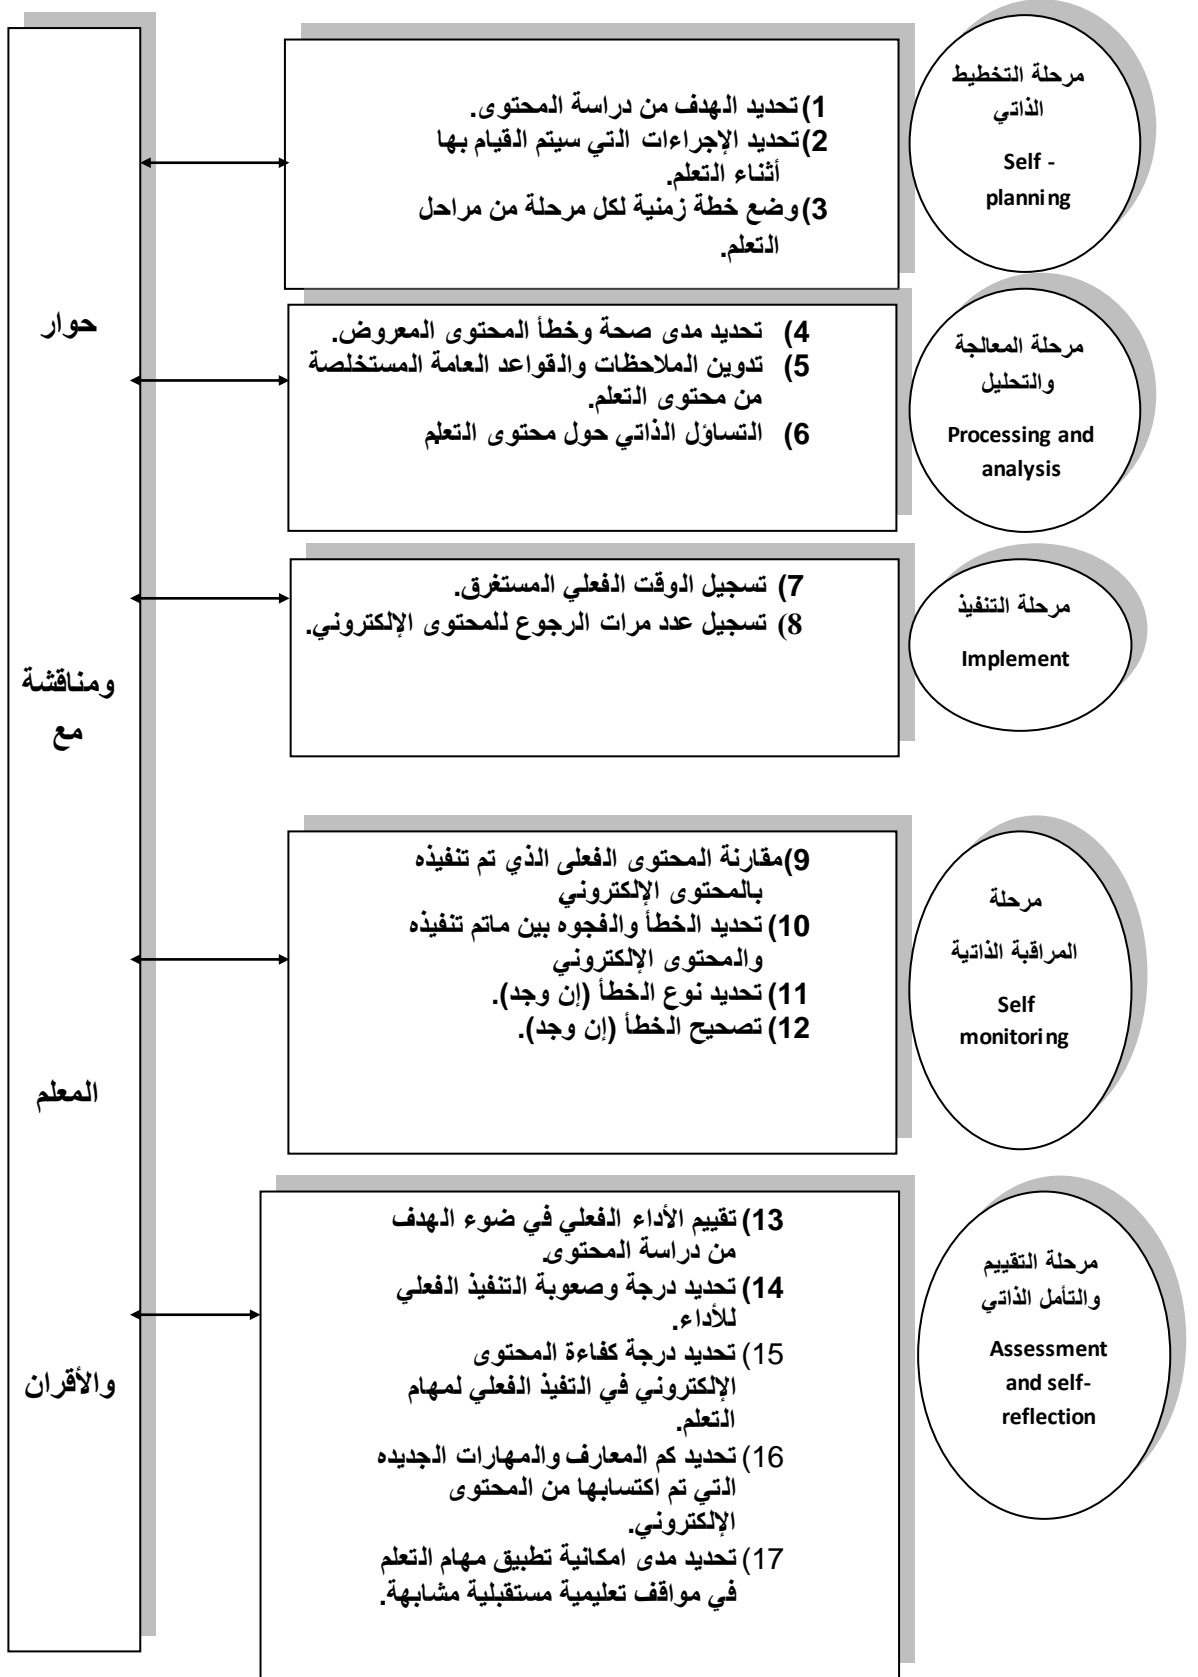 مرحلة التخطيط
الذاتي
Self -
planning
1) تحديد الهدف من دراسة المحتوى.
2) تحديد الإجراءات التي سيتم القيام بها
أثناء التعلم.
3) وضع خطة زمنية لكل مرحلة من مراحل
التعلم.
مرحلة المعالجة
والتحليل
Processing and
analysis
4) تحديد مدى صحة وخطأ المحتوى المعروض.
5) تدوين الملاحظات والقواعد العامة المستخلصة
من محتوى التعلم.
6) التساؤل الذاتي حول محتوى التعلم
مرحلة التنفيذ
Implement
7) تسجيل الوقت الفعلي المستغرق.
8) تسجيل عدد مرات الرجوع للمحتوى الإلكتروني.
مرحلة
المراقبة الذاتية
Self
monitoring
9) مقارنة المحتوى الفعلى الذي تم تنفيذه
بالمحتوى الإلكتروني
10) تحديد الخطأ والفجوه بين ماتم تنفيذه
والمحتوى الإلكتروني
11) تحديد نوع الخطأ (إن وجد).
12) تصحيح الخطأ (إن وجد).
مرحلة التقييم
والتأمل الذاتي
Assessment
and self-
reflection
13) تقييم الأداء الفعلي في ضوء الهدف
من دراسة المحتوى.
14) تحديد درجة وصعوبة التنفيذ الفعلي
للأداء.
15) تحديد درجة كفاءة المحتوى
الإلكتروني في التفيذ الفعلي لمهام
التعلم.
16) تحديد كم المعارف والمهارات الجديده
التي تم اكتسابها من المحتوى
الإلكتروني.
17) تحديد مدى امكانية تطبيق مهام التعلم
في مواقف تعليمية مستقبلية مشابهة.
حوار
ومناقشة
مع
المعلم
والأقران